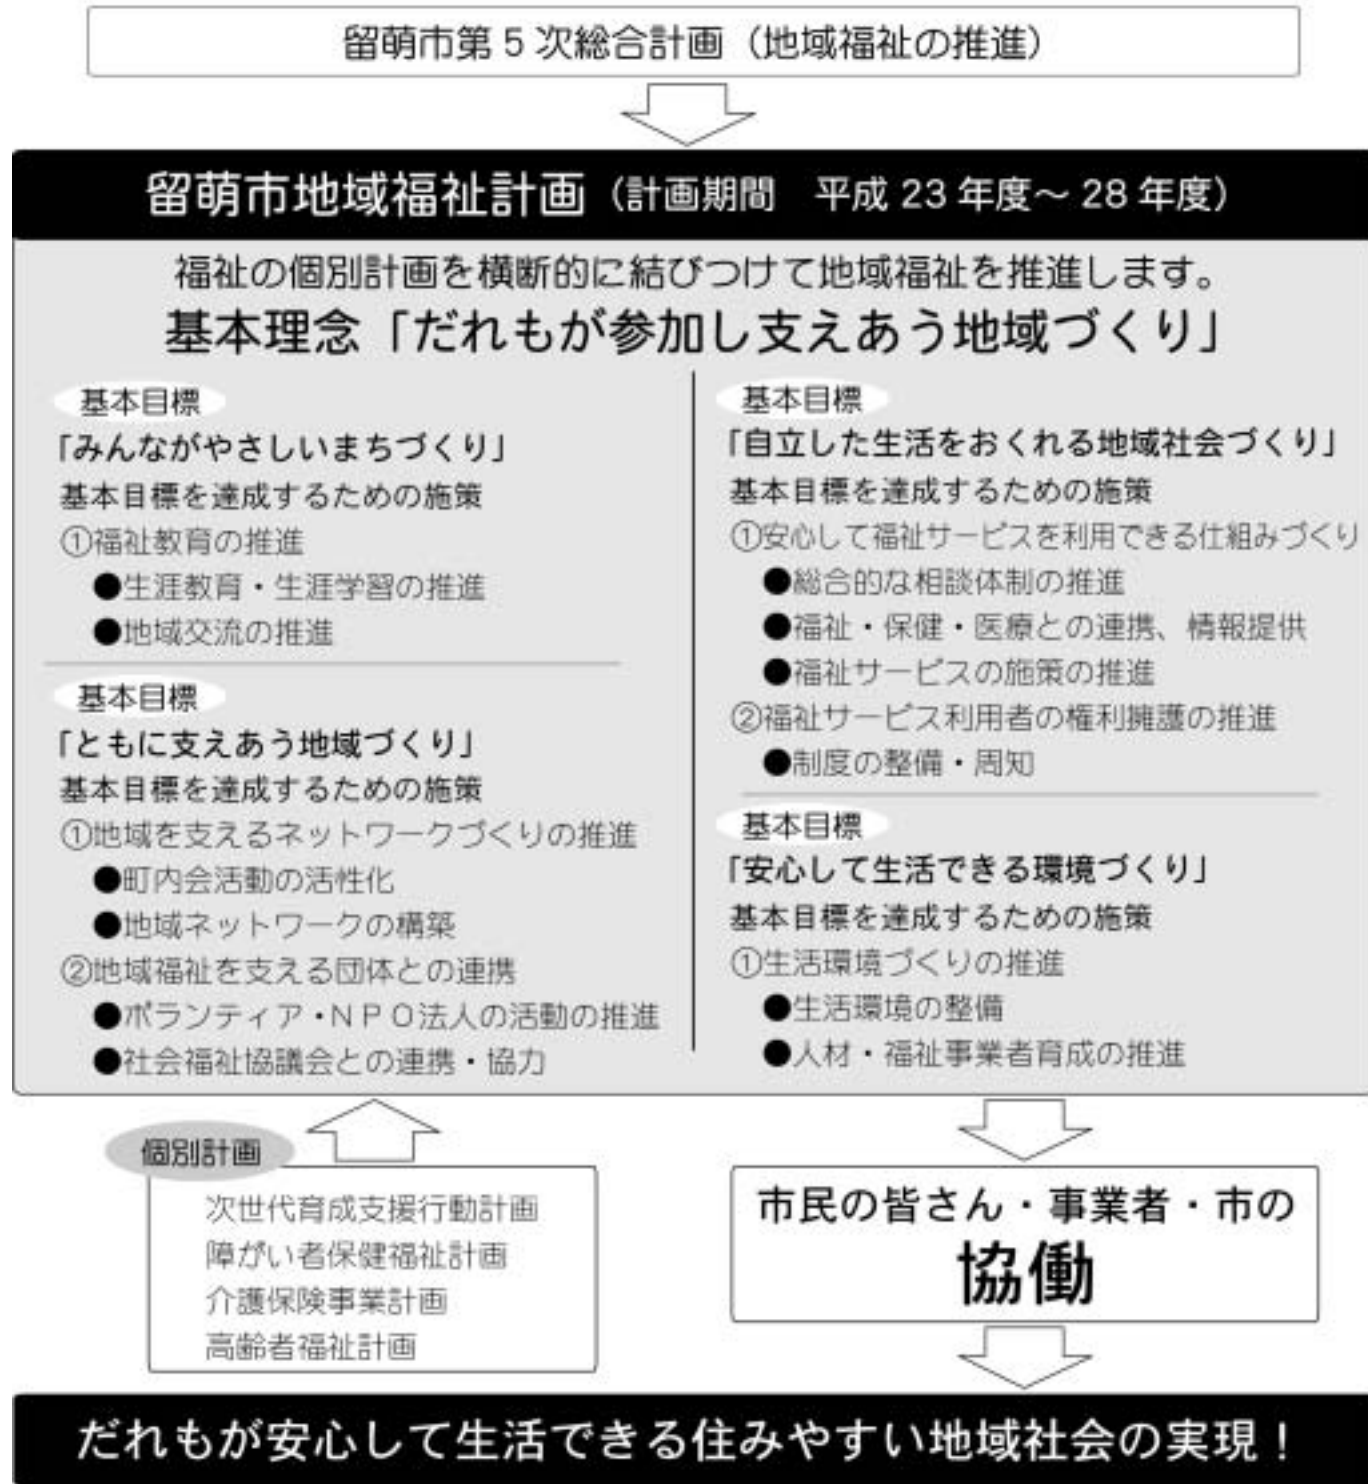 留萌市第５次総合計画（地域福祉の推進）
留萌市地域福祉計画（計画期間　平成 23 年度～ 28 年度）
福祉の個別計画を横断的に結びつけて地域福祉を推進します。
基本理念「だれもが参加し支えあう地域づくり」
基本目標
「みんながやさしいまちづくり」
基本目標を達成するための施策
①福祉教育の推進
●生涯教育・生涯学習の推進
●地域交流の推進
基本目標
「ともに支えあう地域づくり」
基本目標を達成するための施策
①地域を支えるネットワークづくりの推進
●町内会活動の活性化
●地域ネットワークの構築
②地域福祉を支える団体との連携
●ボランティア・ＮＰＯ法人の活動の推進
●社会福祉協議会との連携・協力
基本目標
「自立した生活をおくれる地域社会づくり」
基本目標を達成するための施策
①安心して福祉サービスを利用できる仕組みづくり
●総合的な相談体制の推進
●福祉・保健・医療との連携、情報提供
●福祉サービスの施策の推進
②福祉サービス利用者の権利擁護の推進
●制度の整備・周知
基本目標
「安心して生活できる環境づくり」
基本目標を達成するための施策
①生活環境づくりの推進
●生活環境の整備
●人材・福祉事業者育成の推進
個別計画
次世代育成支援行動計画
障がい者保健福祉計画
介護保険事業計画
高齢者福祉計画
市民の皆さん・事業者・市の
協働
だれもが安心して生活できる住みやすい地域社会の実現！